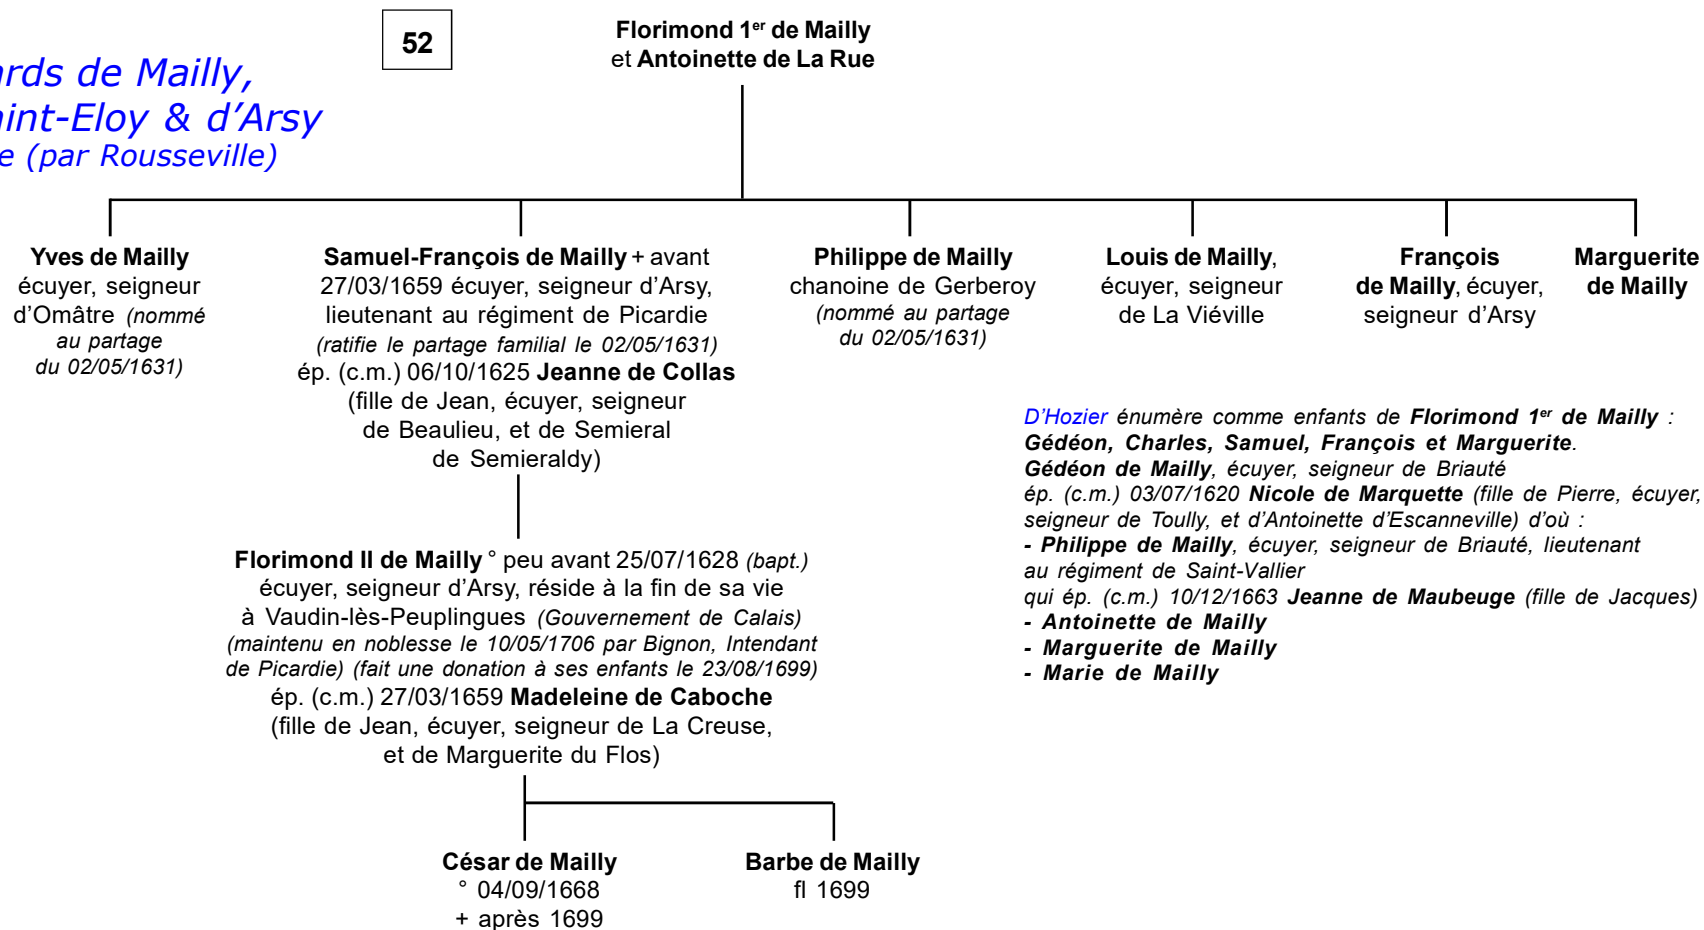 52
Florimond 1er de Mailly
et Antoinette de La Rue
ards de Mailly,
aint-Eloy & d'Arsy
e (par Rousseville)
Yves de Mailly
écuyer, seigneur
d'Omâtre (nommé
au partage
du 02/05/1631)
Samuel-François de Mailly + avant
27/03/1659 écuyer, seigneur d'Arsy,
lieutenant au régiment de Picardie
(ratifie le partage familial le 02/05/1631)
ép. (c.m.) 06/10/1625 Jeanne de Collas
(fille de Jean, écuyer, seigneur
de Beaulieu, et de Semieral
de Semieraldy)
Philippe de Mailly
chanoine de Gerberoy
(nommé au partage
du 02/05/1631)
Louis de Mailly,
écuyer, seigneur
de La Viéville
François
de Mailly, écuyer,
seigneur d'Arsy
Marguerite
de Mailly
D'Hozier énumère comme enfants de Florimond 1er de Mailly :
Gédéon, Charles, Samuel, François et Marguerite.
Gédéon de Mailly, écuyer, seigneur de Briauté
ép. (c.m.) 03/07/1620 Nicole de Marquette (fille de Pierre, écuyer,
seigneur de Toully, et d'Antoinette d'Escanneville) d'où :
- Philippe de Mailly, écuyer, seigneur de Briauté, lieutenant
au régiment de Saint-Vallier
qui ép. (c.m.) 10/12/1663 Jeanne de Maubeuge (fille de Jacques)
- Antoinette de Mailly
- Marguerite de Mailly
- Marie de Mailly
Florimond II de Mailly ° peu avant 25/07/1628 (bapt.)
écuyer, seigneur d'Arsy, réside à la fin de sa vie
à Vaudin-lès-Peuplingues (Gouvernement de Calais)
(maintenu en noblesse le 10/05/1706 par Bignon, Intendant
de Picardie) (fait une donation à ses enfants le 23/08/1699)
ép. (c.m.) 27/03/1659 Madeleine de Caboche
(fille de Jean, écuyer, seigneur de La Creuse,
et de Marguerite du Flos)
César de Mailly
° 04/09/1668
+ après 1699
Barbe de Mailly
fl 1699